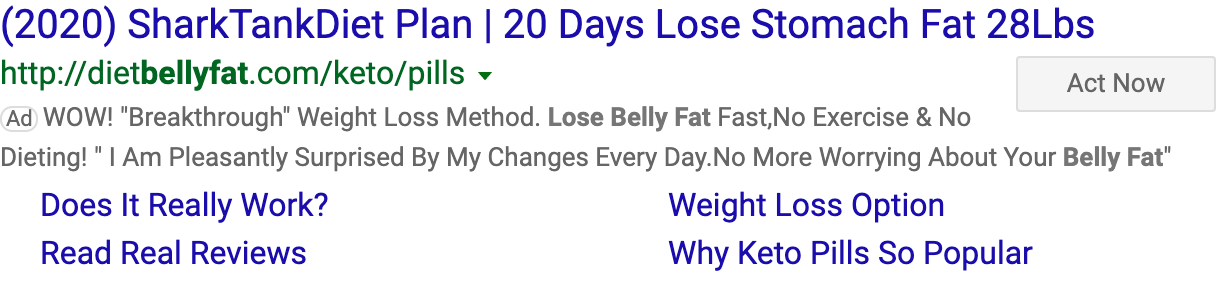 (2020) SharkTankDiet Plan | 20 Days Lose Stomach Fat 28Lbs
http://dietbellyfat.com/keto/pills
Act Now
Ad WOW! "Breakthrough" Weight Loss Method. Lose Belly Fat Fast,No Exercise & No
Dieting! " I Am Pleasantly Surprised By My Changes Every Day.No More Worrying About Your Belly Fat"
Does It Really Work?
Weight Loss Option
Read Real Reviews
Why Keto Pills So Popular